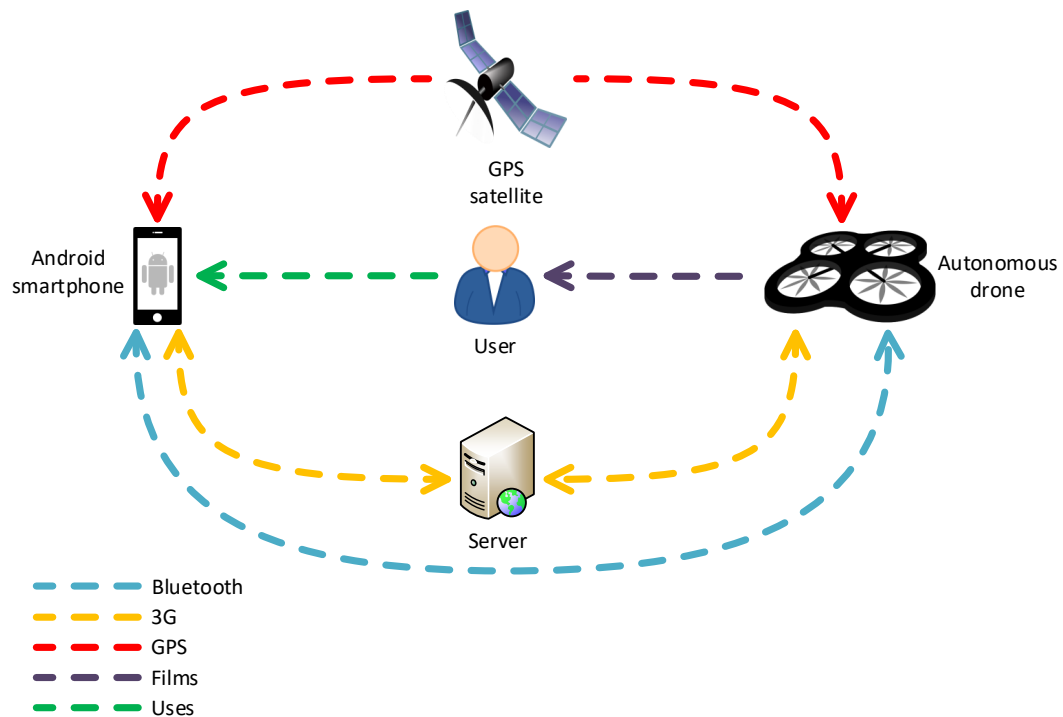 GPS
satellite
Android
smartphone
User
Autonomous
drone
Server
Bluetooth
3G
GPS
Films
Uses